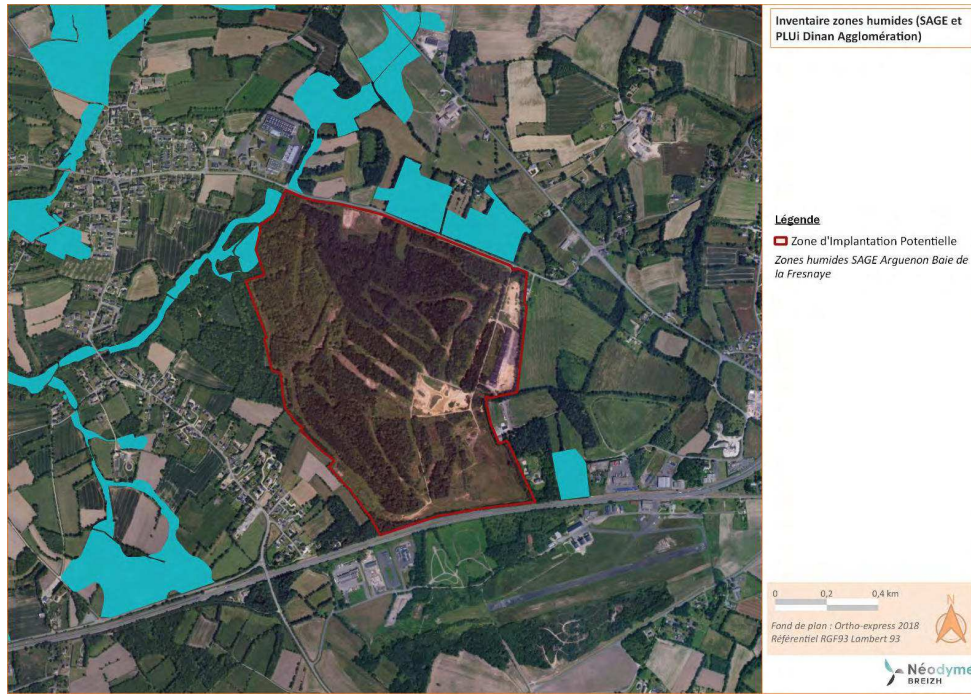 Inventaire zones humides (SAGE et
PLUi Dinan Agglomération)
Légende
Zone d'Implantation Potentielle
Zones humides SAGE Arguenon Baie de
la Fresnaye
0 0,2 0,4 km
N
Fond de plan : Ortho-express 2018
Référentiel RGF93 Lambert 93
Néodyme
BREIZH